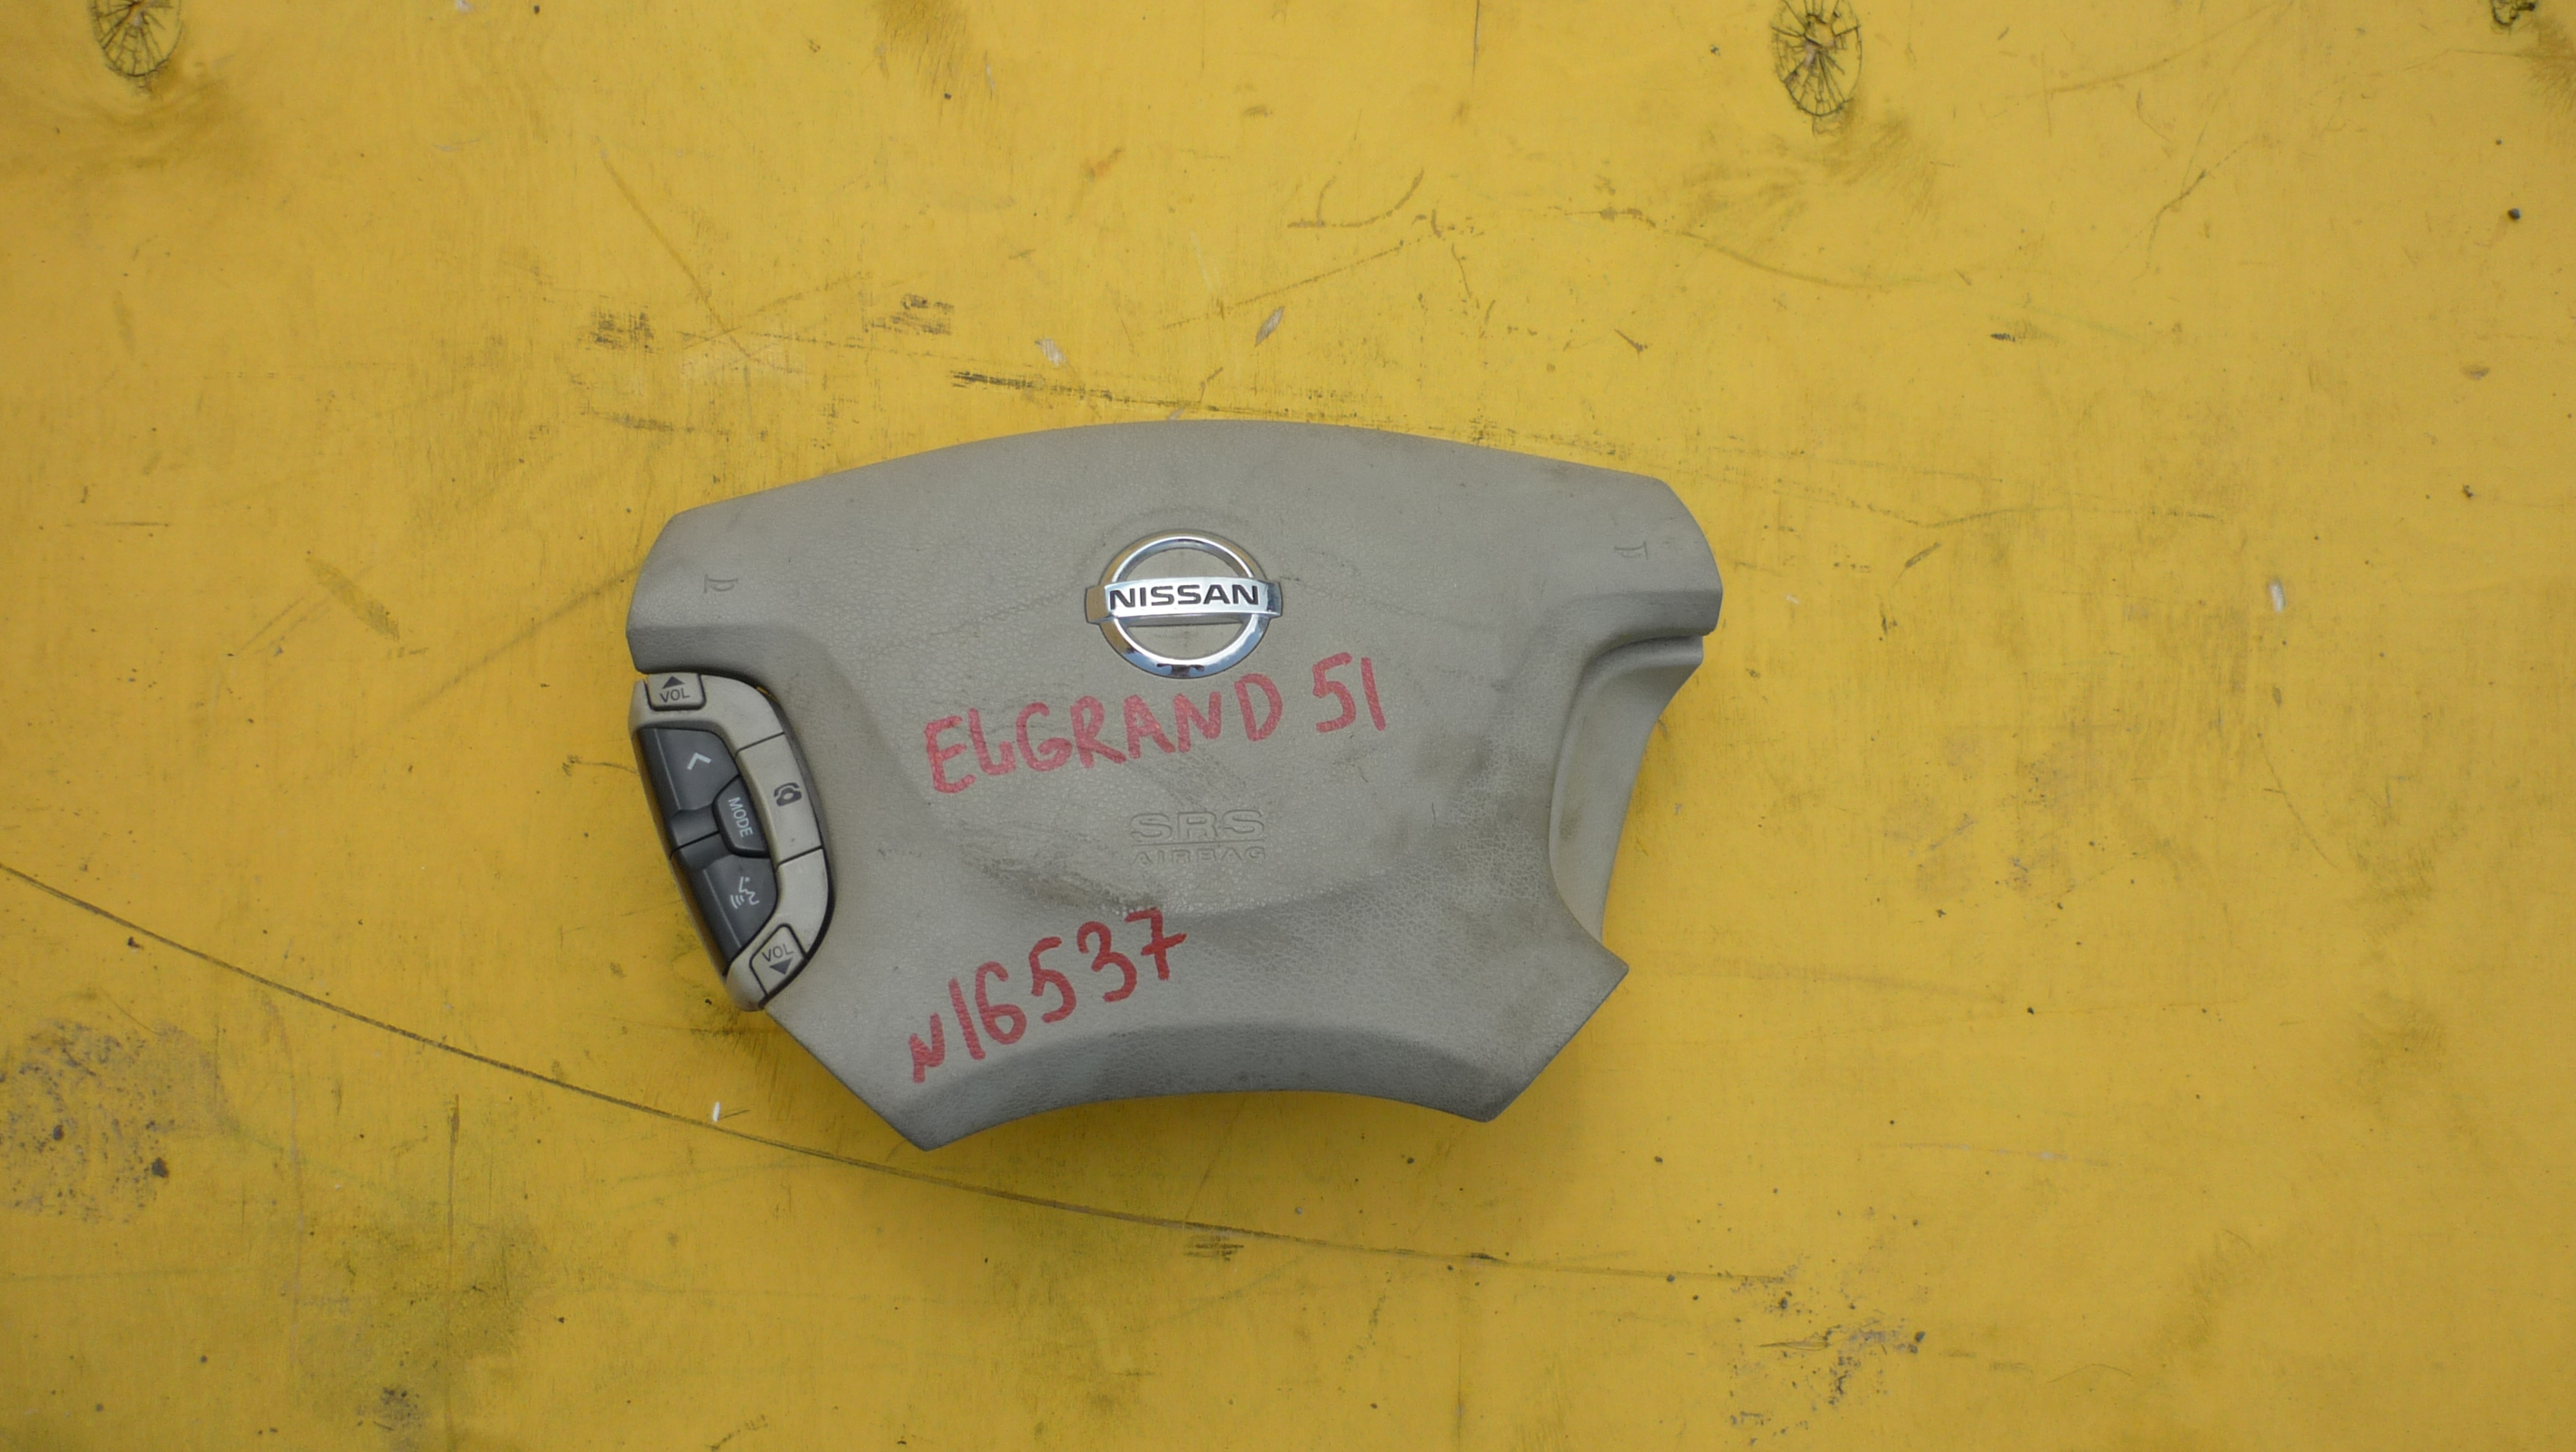 NISSAN
ELGRAND 51
VOL
MODE
SRS
AIRBAG
VOL
N16537